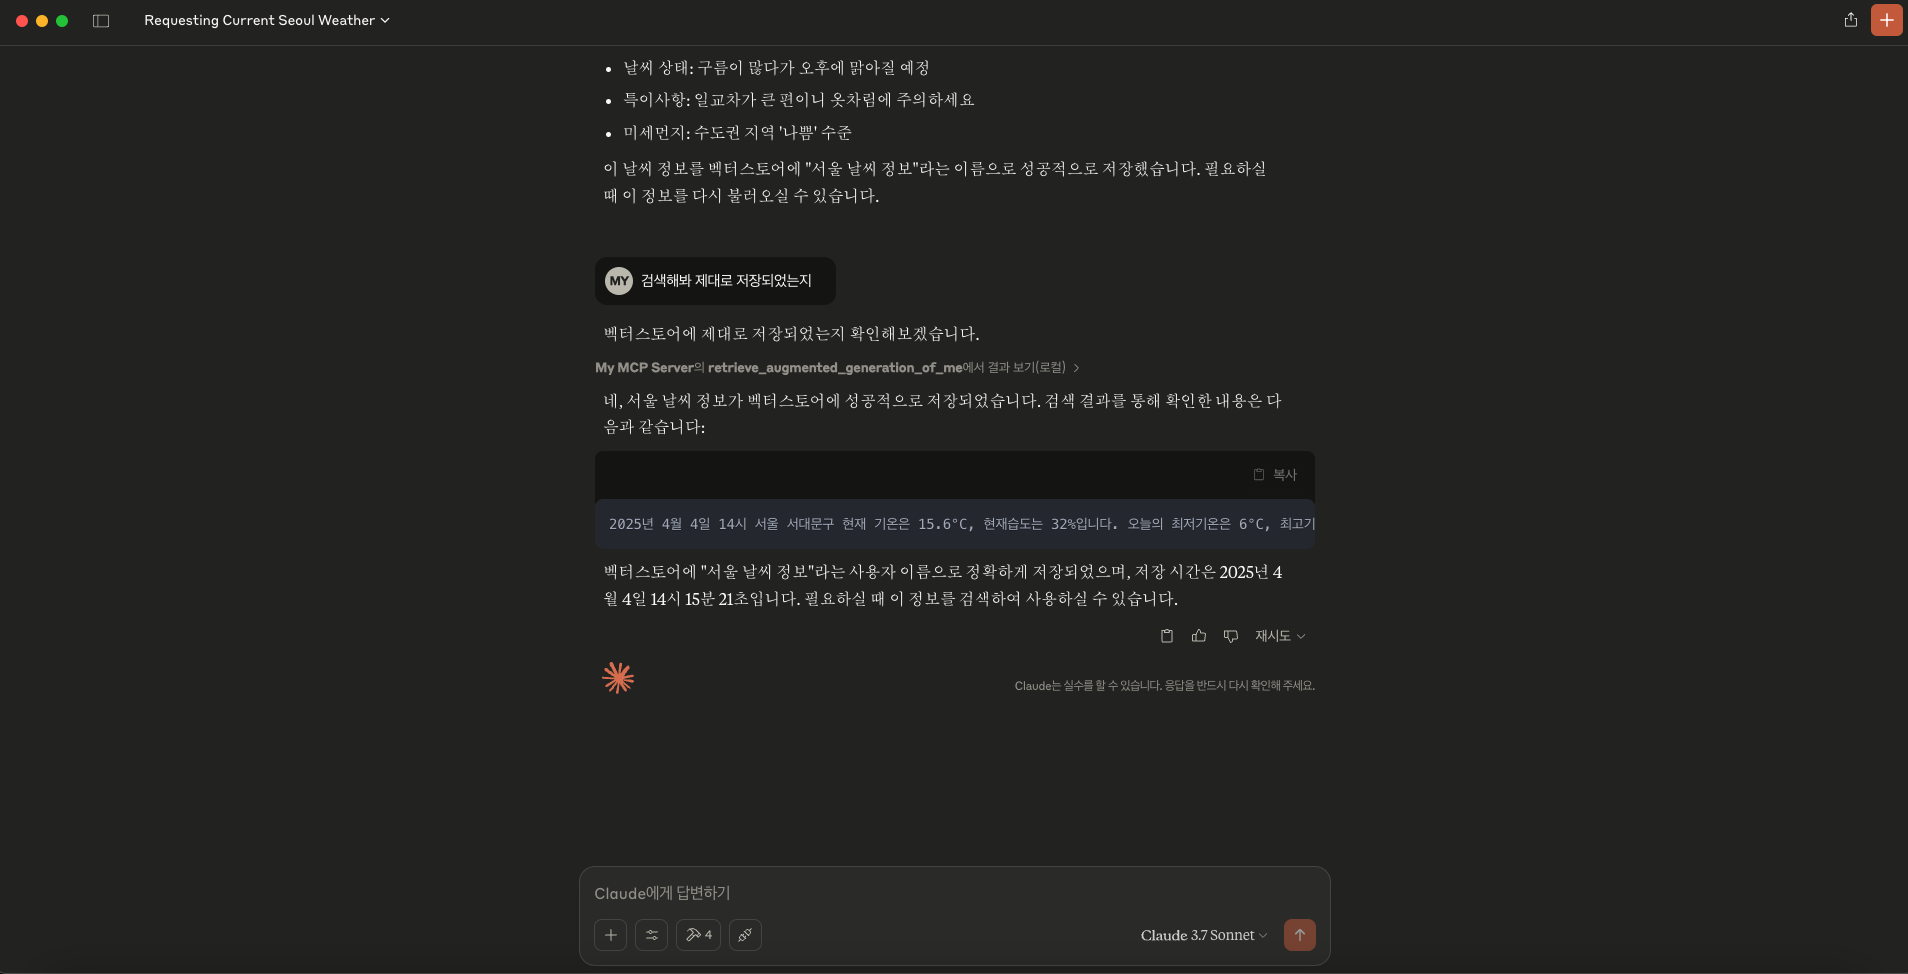 Requesting Current Seoul Weather
날씨 상태: 구름이 많다가 오후에 맑아질 예정
특이사항: 일교차가 큰 편이니 옷차림에 주의하세요
미세먼지: 수도권 지역 '나쁨' 수준
이 날씨 정보를 벡터스토어에 "서울 날씨 정보"라는 이름으로 성공적으로 저장했습니다. 필요하실
때 이 정보를 다시 불러오실 수 있습니다.
MY 검색해봐 제대로 저장되었는지
벡터스토어에 제대로 저장되었는지 확인해보겠습니다.
My MCP Server의 retrieve_augmented_generation_of_me에서 결과 보기(로컬)
네, 서울 날씨 정보가 벡터스토어에 성공적으로 저장되었습니다. 검색 결과를 통해 확인한 내용은 다
음과 같습니다:
복사
2025년 4월 4일 14시 서울 서대문구 현재 기온은 15.6°C, 현재습도는 32%입니다. 오늘의 최저기온은 6°C, 최고기
벡터스토어에 "서울 날씨 정보"라는 사용자 이름으로 정확하게 저장되었으며, 저장 시간은 2025년 4
월 4일 14시 15분 21초입니다. 필요하실 때 이 정보를 검색하여 사용하실 수 있습니다.
재시도
Claude는 실수를 할 수 있습니다. 응답을 반드시 다시 확인해 주세요.
Claude에게 답변하기
4
Claude 3.7 Sonnet